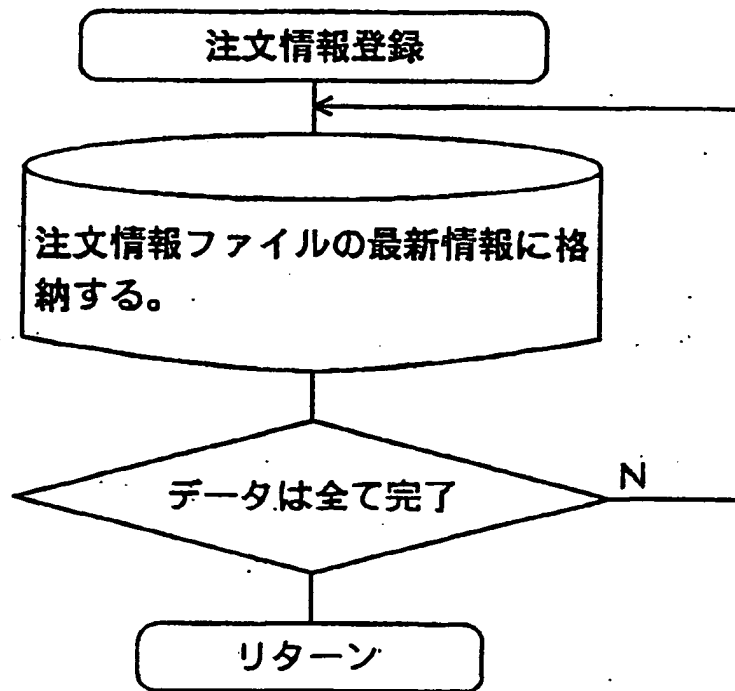 注文情報登録
注文情報ファイルの最新情報に格
納する。
データは全て完了
N
リターン